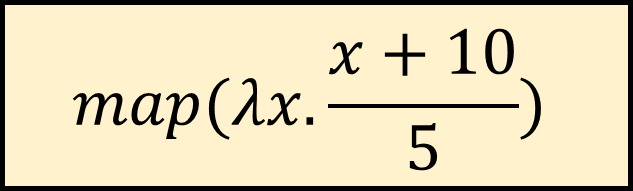 map(λx. (x + 10)/5)